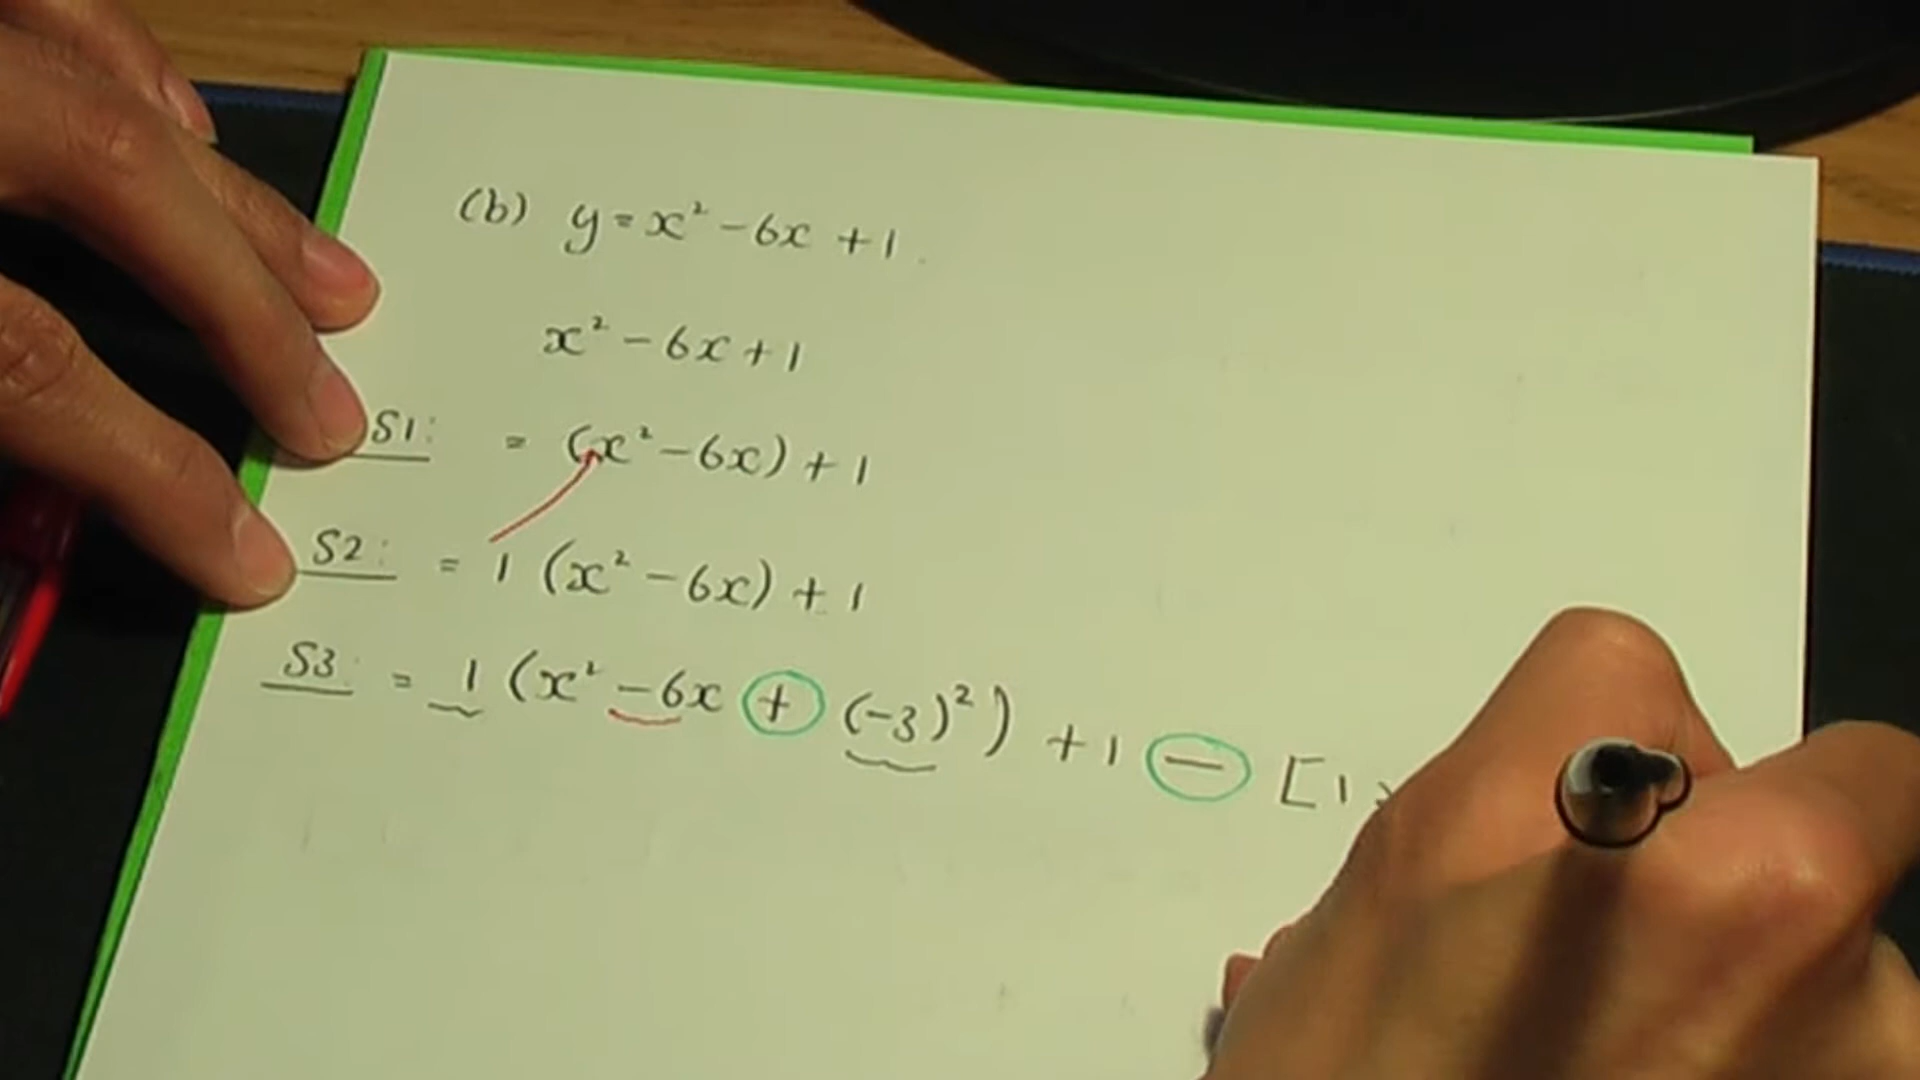 (b) y = x² - 6x + 1
x² - 6x + 1
S1: = (x² - 6x) + 1
S2: = 1 (x² - 6x) + 1
S3: = 1 (x² - 6x + (-3)²) + 1 - [1